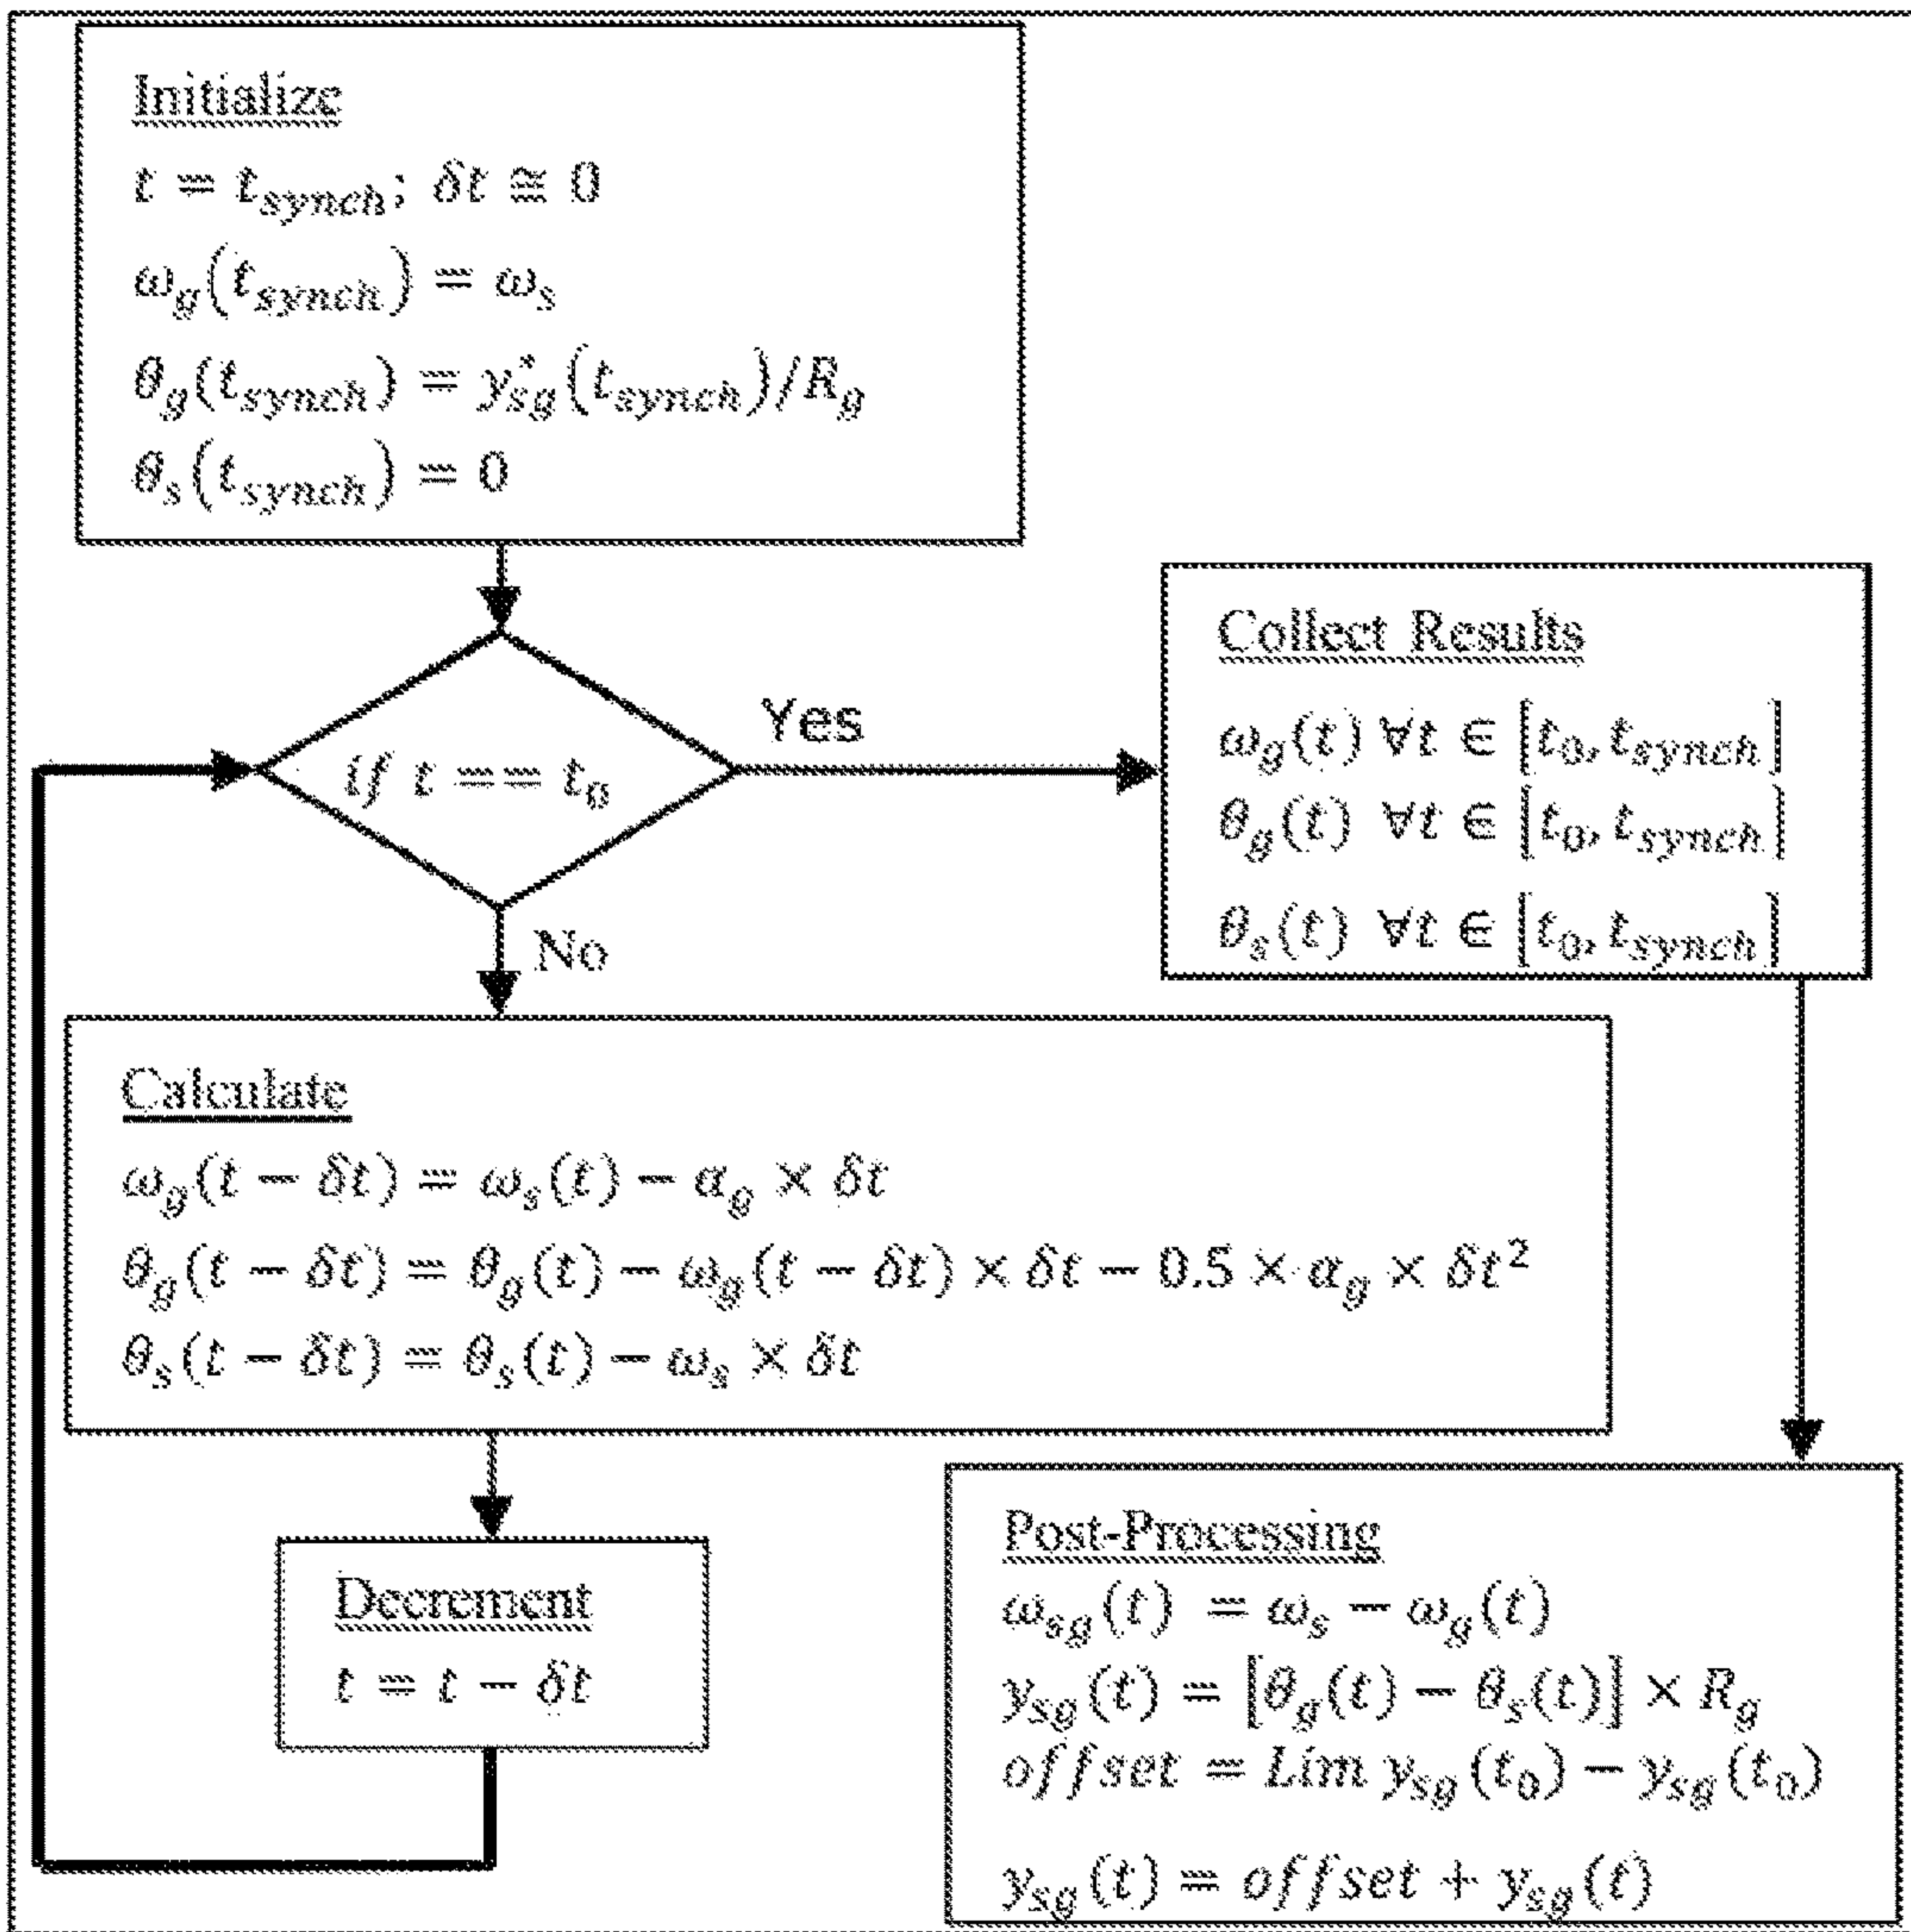 Initialize
t = t_synch; δt ≅ 0
ω_g(t_synch) = ω_s
θ_g(t_synch) = y*_sg(t_synch)/R_g
θ_s(t_synch) = 0
if t == t_0
Yes
No
Collect Results
ω_g(t) ∀t ∈ [t_0, t_synch]
θ_g(t) ∀t ∈ [t_0, t_synch]
θ_s(t) ∀t ∈ [t_0, t_synch]
Calculate
ω_g(t − δt) = ω_s(t) − α_g × δt
θ_g(t − δt) = θ_g(t) − ω_g(t − δt) × δt − 0.5 × α_g × δt²
θ_s(t − δt) = θ_s(t) − ω_s × δt
Decrement
t = t − δt
Post-Processing
ω_sg(t) = ω_s − ω_g(t)
y_sg(t) = [θ_g(t) − θ_s(t)] × R_g
offset = Lim y_sg(t_0) − y_sg(t_0)
y_sg(t) = offset + y_sg(t)